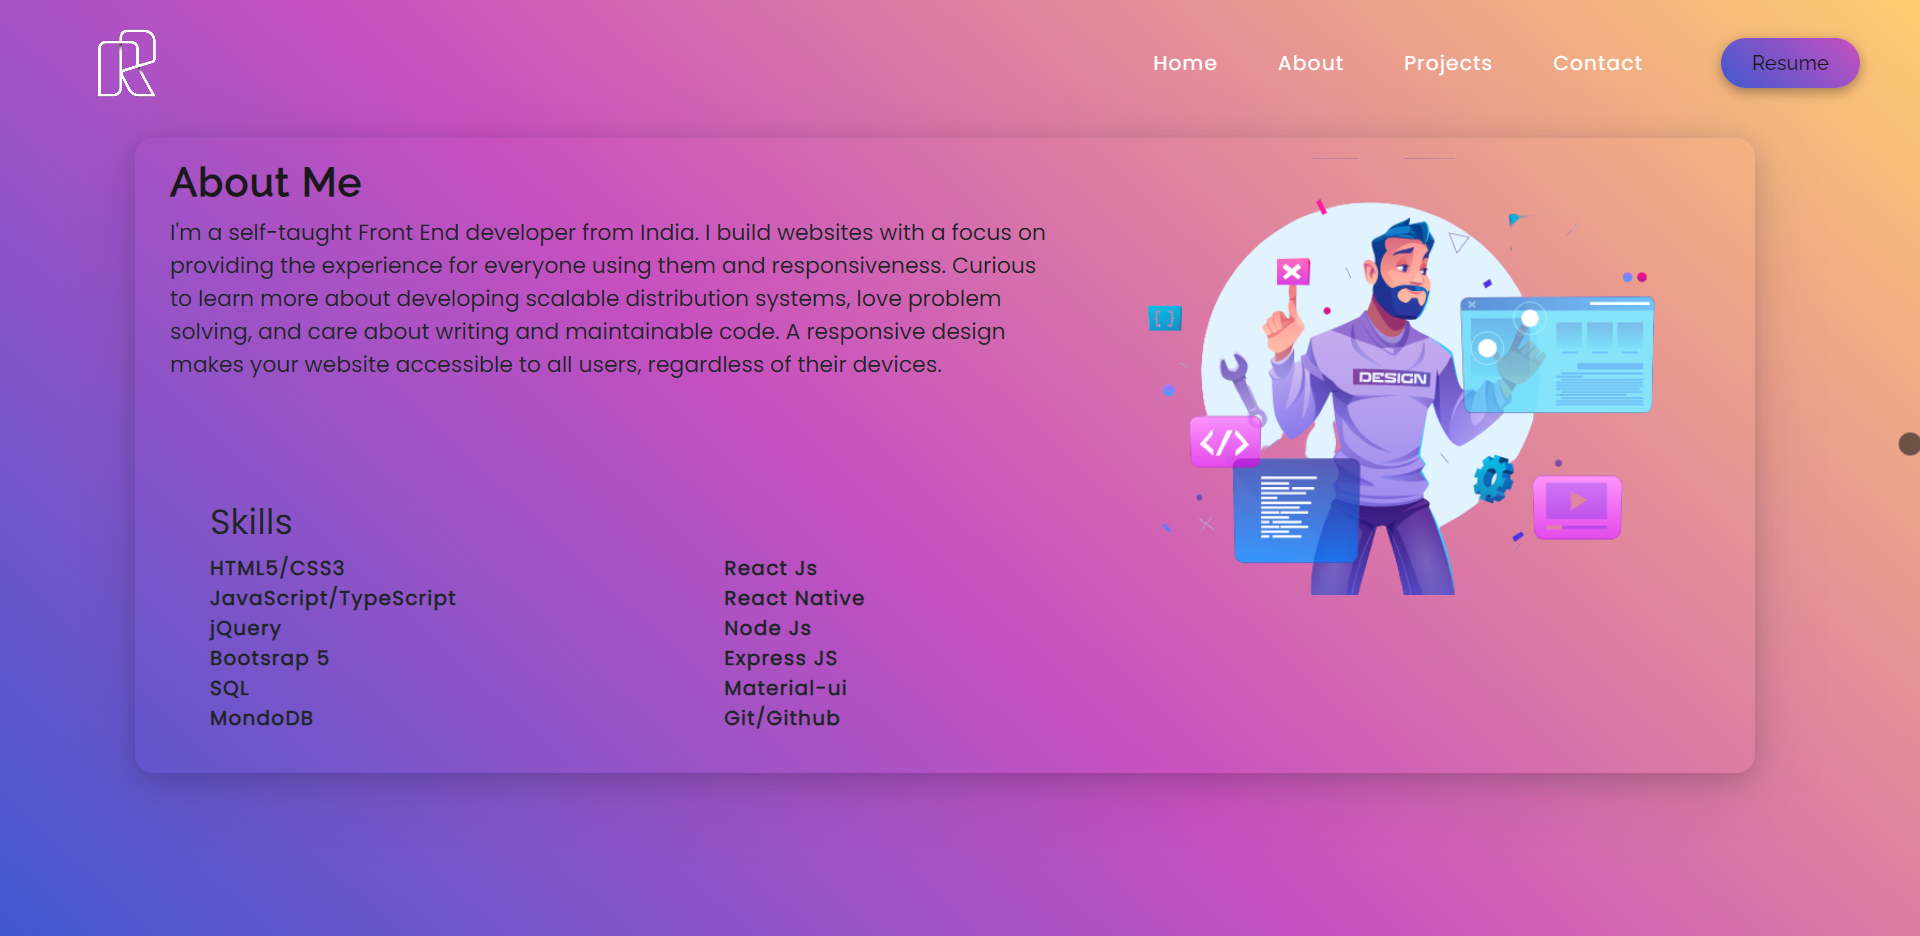 Home About Projects Contact Resume
About Me
I'm a self-taught Front End developer from India. I build websites with a focus on
providing the experience for everyone using them and responsiveness. Curious
to learn more about developing scalable distribution systems, love problem
solving, and care about writing and maintainable code. A responsive design
makes your website accessible to all users, regardless of their devices.
DESIGN
</>
Skills
HTML5/CSS3
JavaScript/TypeScript
jQuery
Bootsrap 5
SQL
MondoDB
React Js
React Native
Node Js
Express JS
Material-ui
Git/Github